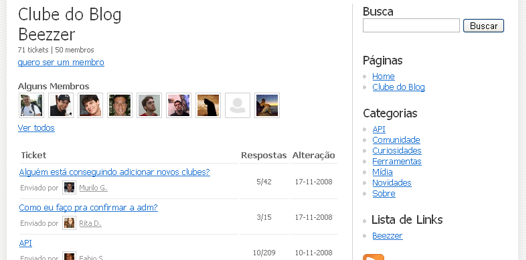 Clube do Blog
Beezzer
71 tickets | 50 membros
quero ser um membro
Alguns Membros
Ver todos
Ticket Respostas Alteração
Alguém está conseguindo adicionar novos clubes?
Enviado por Murilo G. 5/42 17-11-2008
Como eu faço pra confirmar a adm?
Enviado por Rita D. 3/15 17-11-2008
API
Enviado por Fabio S. 10/209 10-11-2008
Busca
Buscar
Páginas
Home
Clube do Blog
Categorias
API
Comunidade
Curiosidades
Ferramentas
Mídia
Novidades
Sobre
Lista de Links
Beezzer